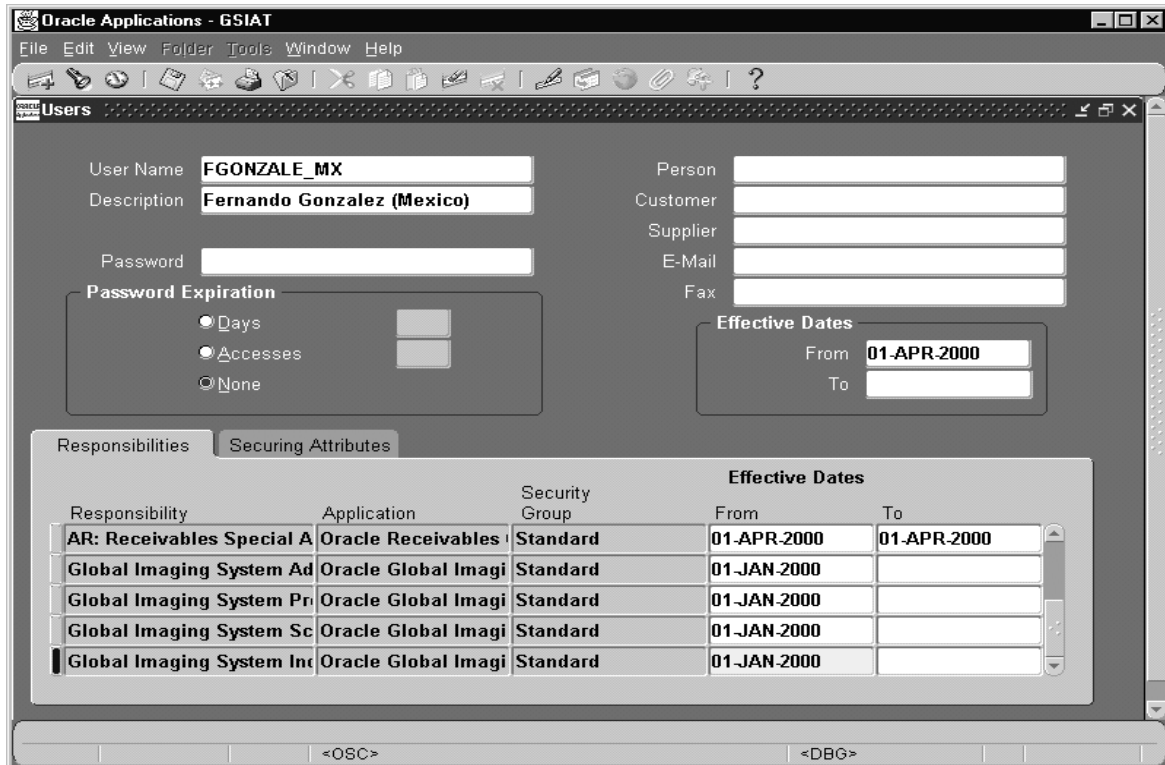 Oracle Applications - GSIAT
File Edit View Folder Tools Window Help
Users
User Name FGONZALE_MX Person
Description Fernando Gonzalez (Mexico) Customer
Supplier
Password E-Mail
Password Expiration Fax
Days Effective Dates
Accesses From 01-APR-2000
None To
Responsibilities Securing Attributes
Effective Dates
Security
Responsibility Application Group From To
AR: Receivables Special A Oracle Receivables Standard 01-APR-2000 01-APR-2000
Global Imaging System Ad Oracle Global Imagi Standard 01-JAN-2000
Global Imaging System Pr Oracle Global Imagi Standard 01-JAN-2000
Global Imaging System Sc Oracle Global Imagi Standard 01-JAN-2000
Global Imaging System Inc Oracle Global Imagi Standard 01-JAN-2000
<OSC> <DBG>